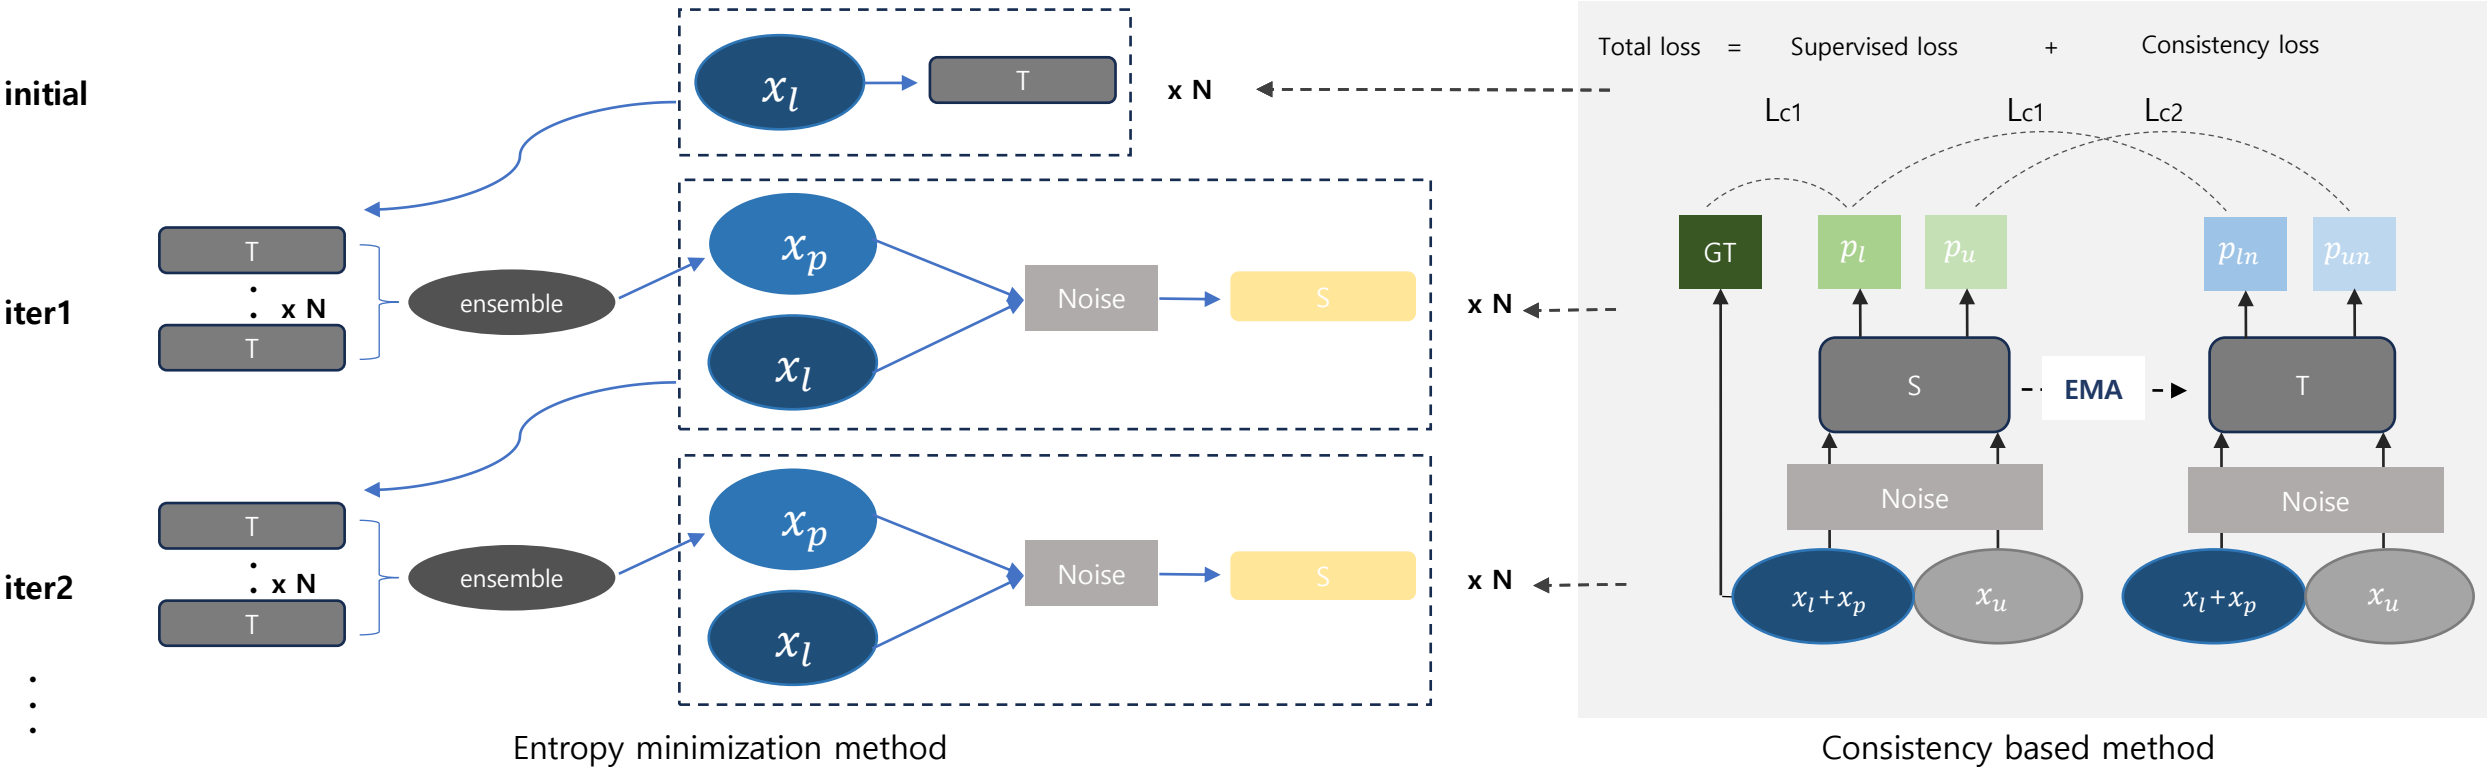 initial
x_l
T
x N
iter1
T
x N
T
ensemble
x_p
x_l
Noise
S
x N
iter2
T
x N
T
ensemble
x_p
x_l
Noise
S
x N
Entropy minimization method
Total loss = Supervised loss + Consistency loss
Lc1 Lc1 Lc2
GT p_l p_u p_ln p_un
S EMA T
Noise Noise
x_l+x_p x_u x_l+x_p x_u
Consistency based method